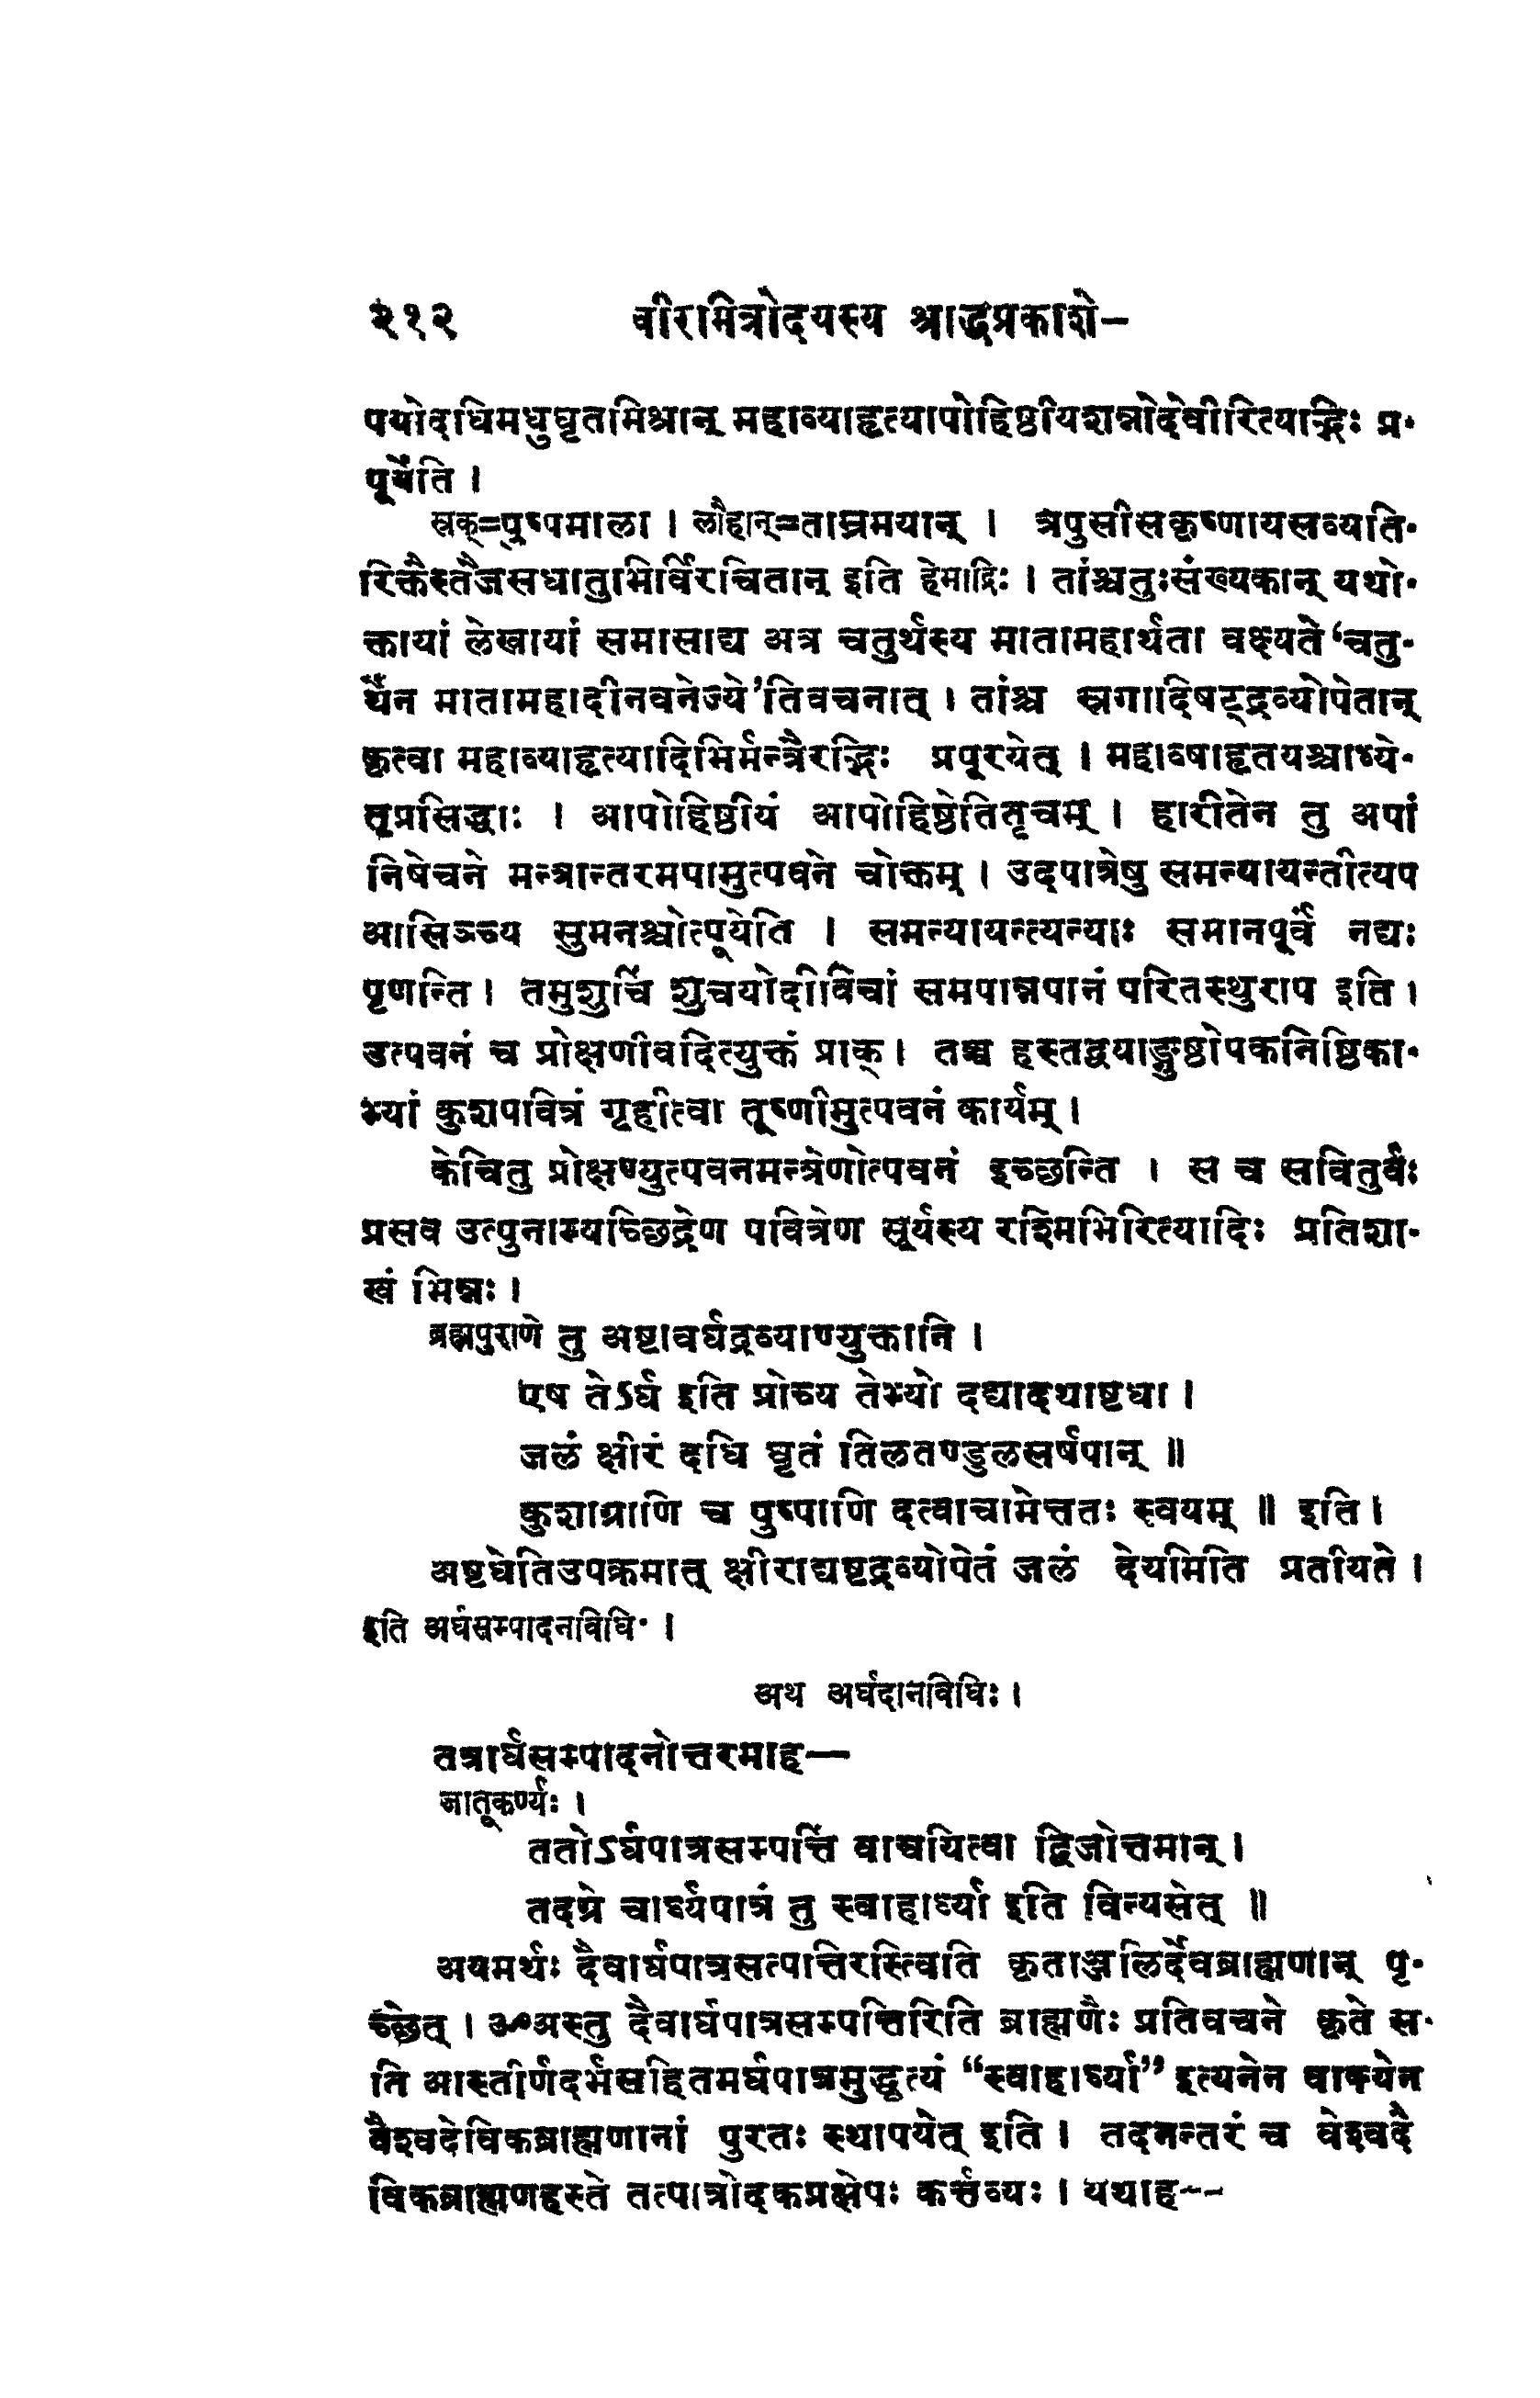 २१२ वीरमित्रोदयस्य श्राद्धप्रकाशे-
पयोदधिमधुघृतमिश्रान् महाव्याहृत्यापोहिष्ठीयशन्नोदेवीरित्यद्भिः प्र-
पूर्येति ।
स्रक्=पुष्पमाला । लौहान्=ताम्रमयान् । त्रपुसीसकृष्णायसव्यति-
रिक्तैस्तैजसधातुभिर्विरचितान् इति हेमाद्रिः । तांश्चतुःसंख्यकान् यथो-
क्तायां लेखायां समासाद्य अत्र चतुर्थस्य मातामहार्थता वक्ष्यते ‘चतु-
र्थेन मातामहादीनवनेज्ये’तिवचनात् । तांश्च स्रगादिषट्द्रव्योपेतान्
कृत्वा महाव्याहृत्यादिभिर्मन्त्रैरद्भिः प्रपूरयेत् । महाव्याहृतयश्चाध्ये-
तृप्रसिद्धाः । आपोहिष्ठीयं आपोहिष्ठेतितृचम् । हारीतेन तु अपां
निषेचने मन्त्रान्तरमपामुत्पवने चोक्तम् । उदपात्रेषु समन्यायन्तीत्यप
आसिञ्च्य सुमनश्चोत्पूयेति । समन्यायन्त्यन्याः समानपूर्वं नद्यः
पृणन्ति । तमुशुचिं शुचयोदीविवां समपान्नपानं परितस्थुराप इति ।
उत्पवनं च प्रोक्षणीवदित्युक्तं प्राक् । तच्च हस्तद्वयाङ्गुष्ठोपकनिष्ठिका-
भ्यां कुशपवित्रं गृहीत्वा तूष्णीमुत्पवनं कार्यम् ।
केचितु प्रोक्षण्युत्पवनमन्त्रेणोत्पवनं इच्छन्ति । स च सवितुर्वः
प्रसव उत्पुनाम्यच्छिद्रेण पवित्रेण सूर्यस्य रश्मिभिरित्यादिः प्रतिशा-
खं भिन्नः ।
ब्रह्मपुराणे तु अष्टावर्घद्रव्याण्युक्तानि ।
एष तेऽर्घ इति प्रोच्य तेभ्यो दद्यादथाष्टधा ।
जलं क्षीरं दधि घृतं तिलतण्डुलसर्षपान् ॥
कुशाग्राणि च पुष्पाणि दत्वाचामेत्ततः स्वयम् ॥ इति ।
अष्टधेतिउपक्रमात् क्षीराद्यष्टद्रव्योपेतं जलं देयमिति प्रतीयते ।
इति अर्घसम्पादनविधिः ।
अथ अर्घदानविधिः ।
तत्रार्घसम्पादनोत्तरमाह—
जातूकर्ण्यः ।
ततोऽर्घपात्रसम्पत्तिं वाचयित्वा द्विजोत्तमान् ।
तदग्रे चार्घ्यपात्रं तु स्वाहार्घ्या इति विन्यसेत् ॥
अयमर्थः दैवार्घपात्रसत्पात्तिरस्त्विति कृताञ्जलिर्देवब्राह्मणान् पृ-
च्छेत् । ॐअस्तु दैवार्घपात्रसम्पत्तिरिति ब्राह्मणैः प्रतिवचने कृते स-
ति आस्तीर्णदर्भसहितमर्घपात्रमुद्धृत्यं “स्वाहार्घ्या” इत्यनेन वाक्येन
वैश्वदेविकब्राह्मणानां पुरतः स्थापयेत् इति । तदनन्तरं च वेश्वदै
विकब्राह्मणहस्ते तत्पात्रोदकप्रक्षेपः कर्त्तव्यः । यथाह--